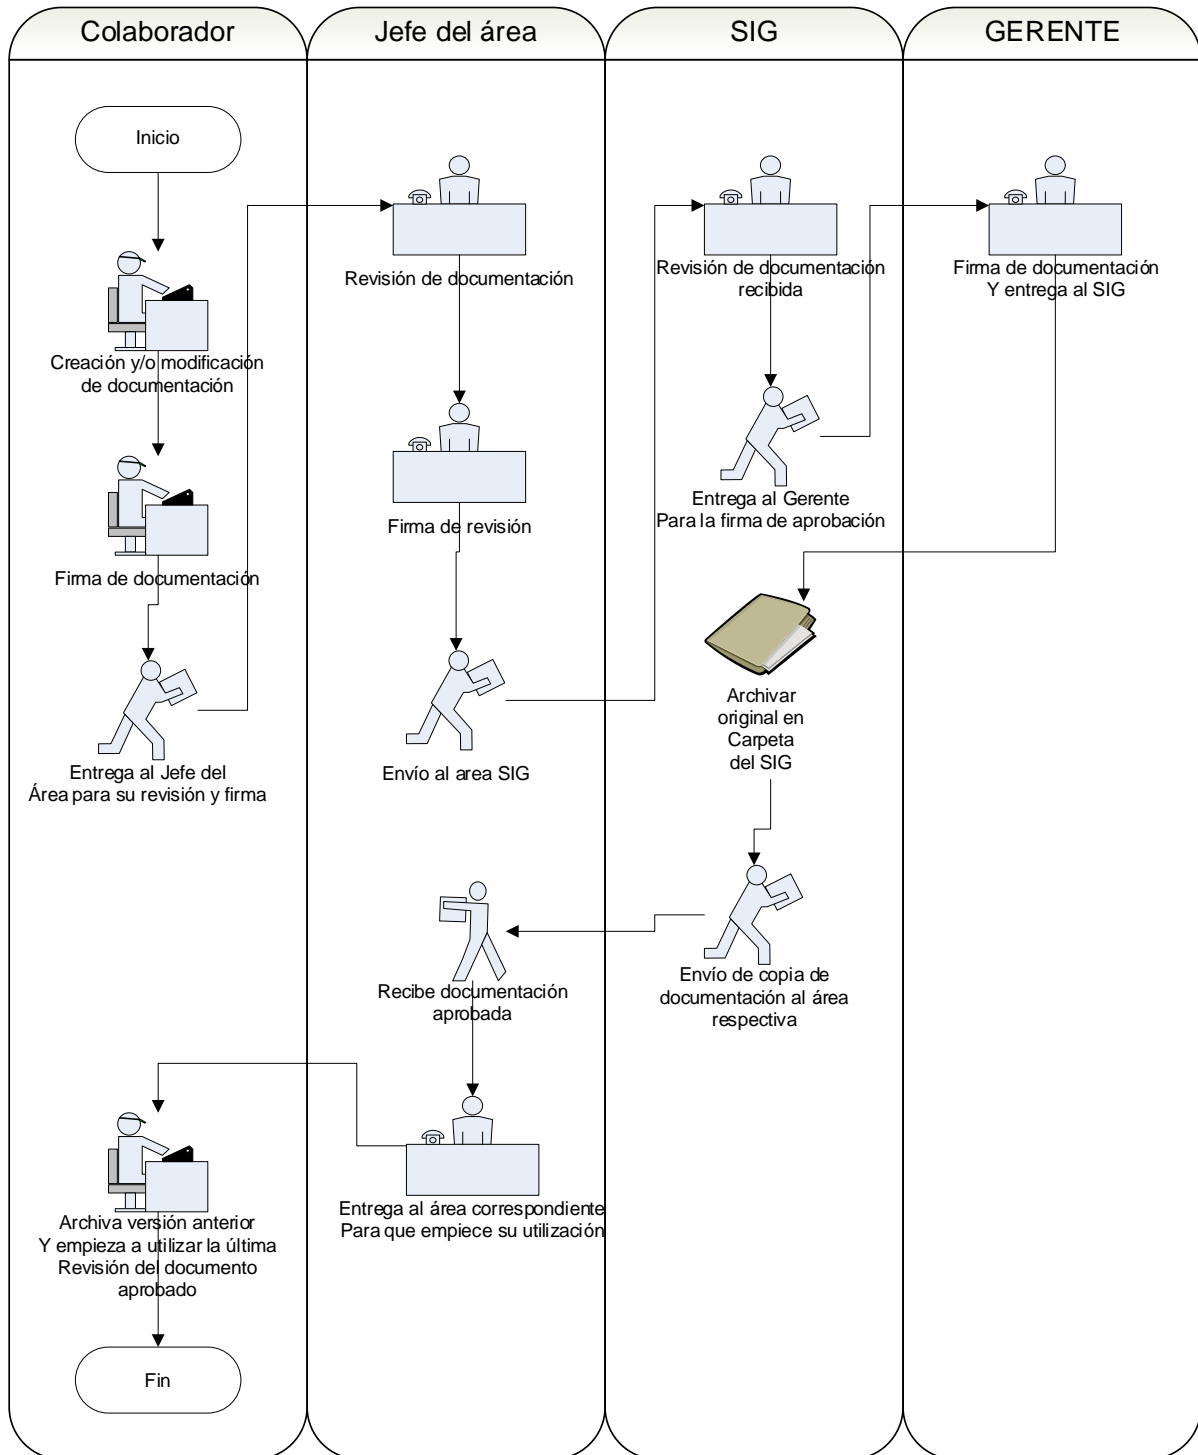 Colaborador
Jefe del área
SIG
GERENTE
Inicio
Creación y/o modificación
de documentación
Firma de documentación
Entrega al Jefe del
Área para su revisión y firma
Revisión de documentación
Firma de revisión
Envío al area SIG
Revisión de documentación
recibida
Entrega al Gerente
Para la firma de aprobación
Firma de documentación
Y entrega al SIG
Archivar
original en
Carpeta
del SIG
Envío de copia de
documentación al área
respectiva
Recibe documentación
aprobada
Entrega al área correspondiente
Para que empiece su utilización
Archiva versión anterior
Y empieza a utilizar la última
Revisión del documento
aprobado
Fin